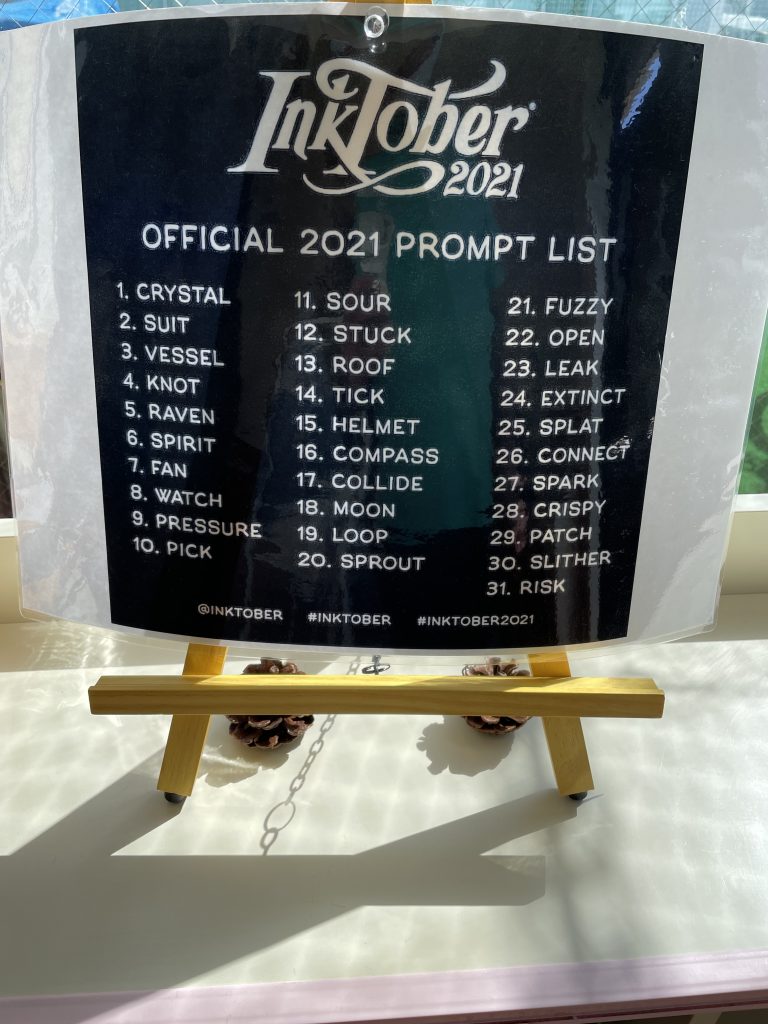 InkTober
2021
OFFICIAL 2021 PROMPT LIST
1. CRYSTAL
2. SUIT
3. VESSEL
4. KNOT
5. RAVEN
6. SPIRIT
7. FAN
8. WATCH
9. PRESSURE
10. PICK
11. SOUR
12. STUCK
13. ROOF
14. TICK
15. HELMET
16. COMPASS
17. COLLIDE
18. MOON
19. LOOP
20. SPROUT
21. FUZZY
22. OPEN
23. LEAK
24. EXTINCT
25. SPLAT
26. CONNECT
27. SPARK
28. CRISPY
29. PATCH
30. SLITHER
31. RISK
@INKTOBER #INKTOBER #INKTOBER2021